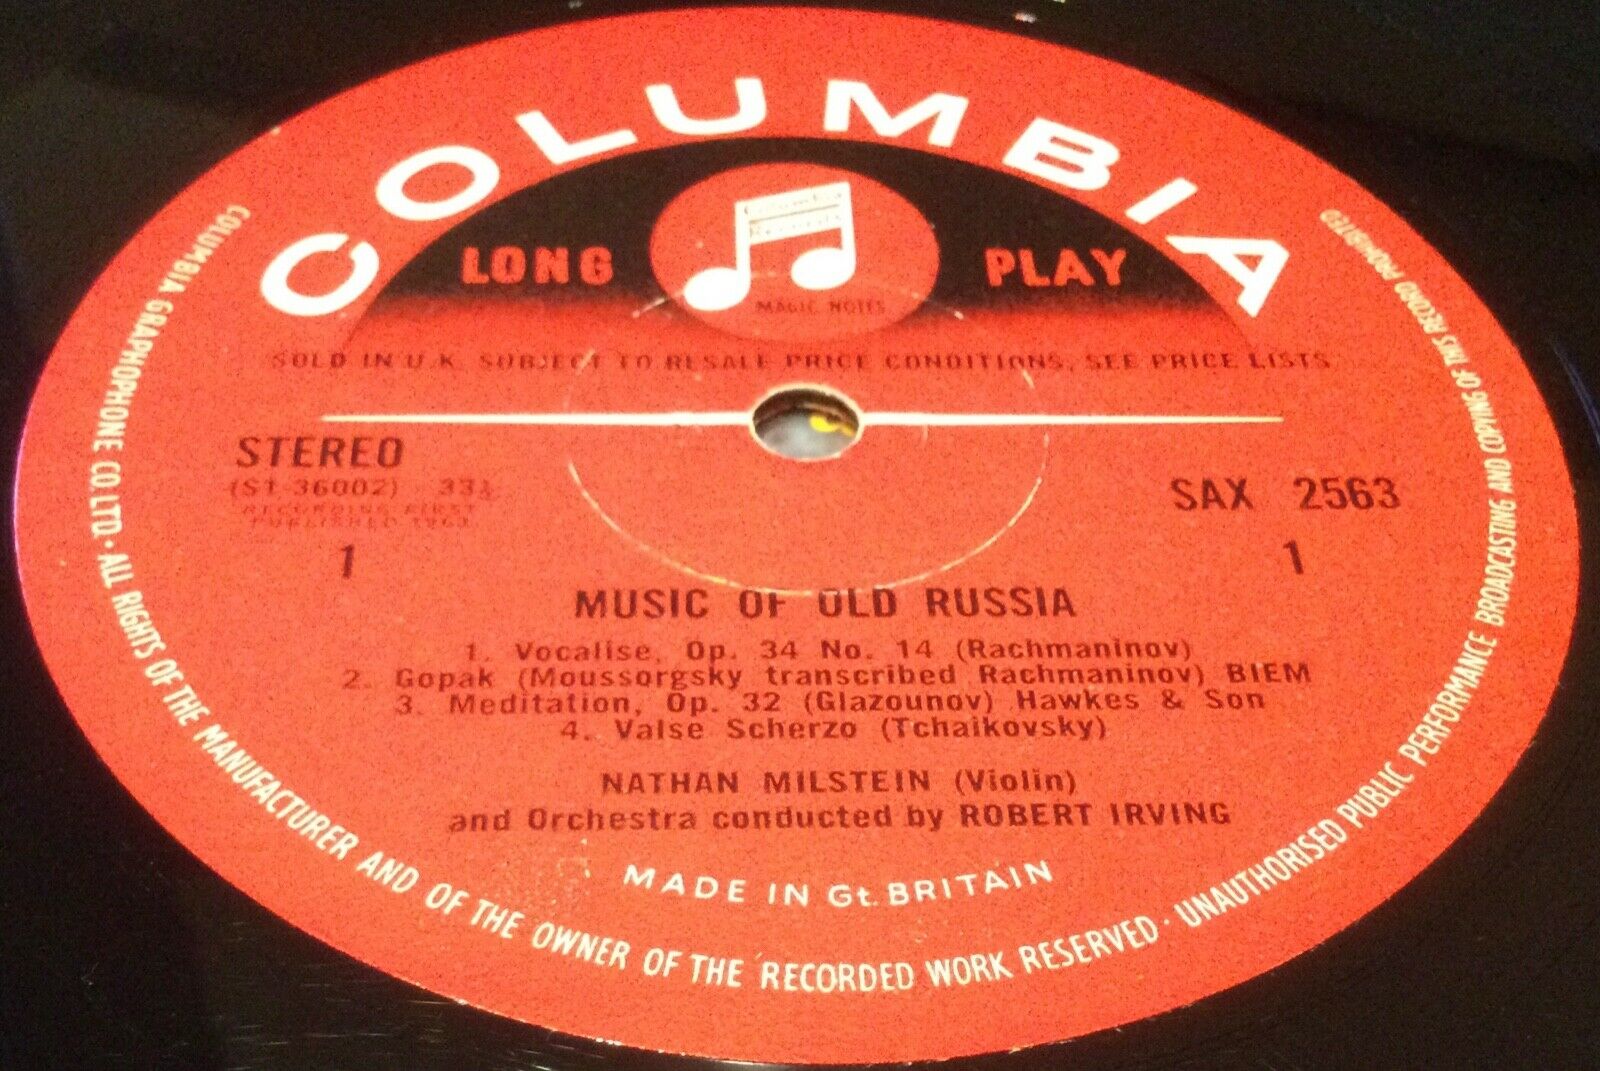 COLUMBIA
LONG PLAY
Columbia
Records
MAGIC NOTES
SOLD IN U.K. SUBJECT TO RESALE PRICE CONDITIONS, SEE PRICE LISTS
STEREO
(ST-36002) 33⅓
RECORDING FIRST
PUBLISHED 1963
SAX 2563
1 1
MUSIC OF OLD RUSSIA
1. Vocalise, Op. 34 No. 14 (Rachmaninov)
2. Gopak (Moussorgsky transcribed Rachmaninov) BIEM
3. Meditation, Op. 32 (Glazounov) Hawkes & Son
4. Valse Scherzo (Tchaikovsky)
NATHAN MILSTEIN (Violin)
and Orchestra conducted by ROBERT IRVING
MADE IN Gt. BRITAIN
COLUMBIA GRAPHOPHONE CO. LTD. · ALL RIGHTS OF THE MANUFACTURER AND OF THE OWNER OF THE RECORDED WORK RESERVED · UNAUTHORISED PUBLIC PERFORMANCE BROADCASTING AND COPYING OF THIS RECORD PROHIBITED